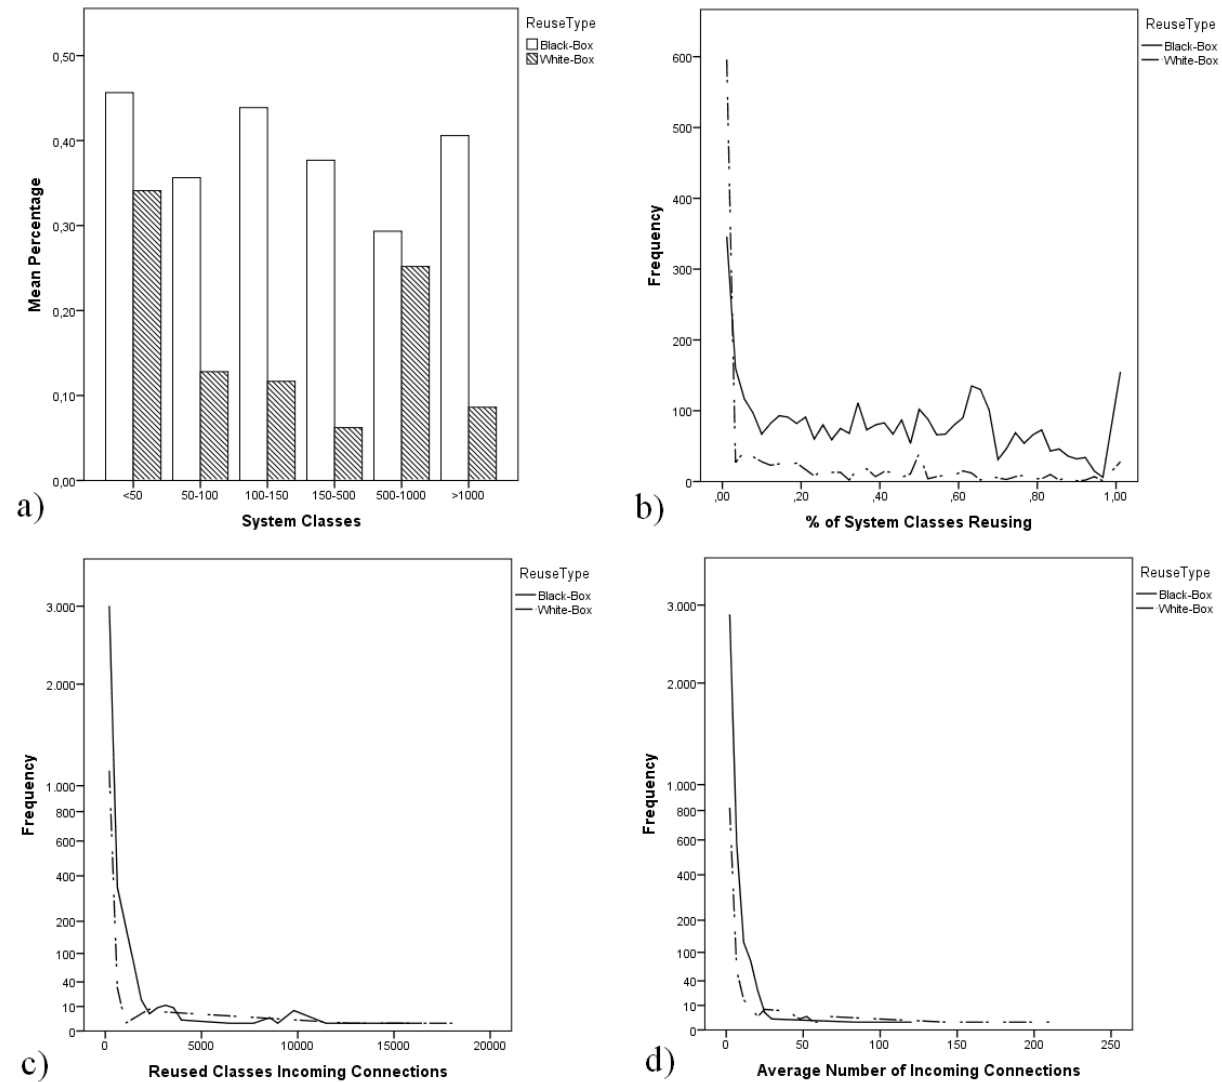 ReuseType
Black-Box
White-Box
0,50
0,40
0,30
0,20
0,10
0,00
Mean Percentage
<50
50-100
100-150
150-500
500-1000
>1000
System Classes
a)
ReuseType
Black-Box
White-Box
600
500
400
300
200
100
0
Frequency
,00
,20
,40
,60
,80
1,00
% of System Classes Reusing
b)
ReuseType
Black-Box
White-Box
3.000
2.000
1.000
800
600
400
200
100
40
10
0
Frequency
0
5000
10000
15000
20000
Reused Classes Incoming Connections
c)
ReuseType
Black-Box
White-Box
3.000
2.000
1.000
800
600
400
200
100
40
10
0
Frequency
0
50
100
150
200
250
Average Number of Incoming Connections
d)